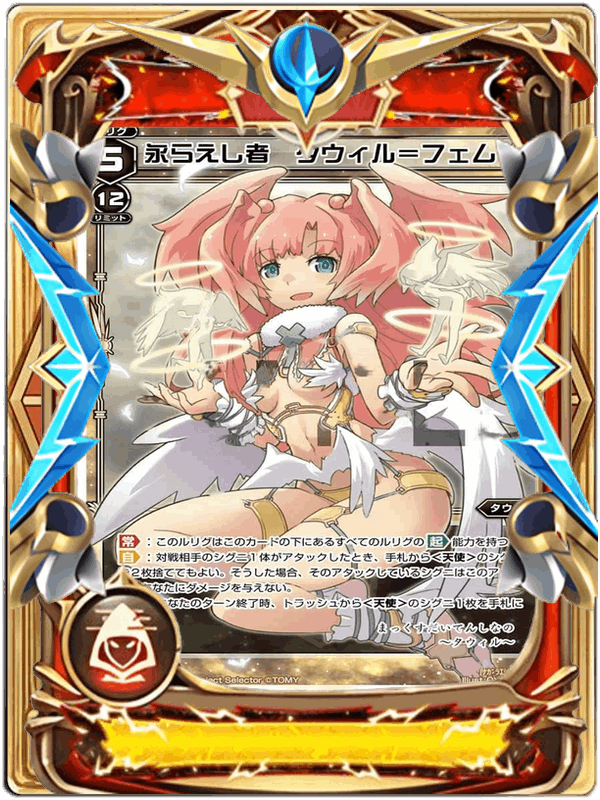 リグ
5
永らえし者 タウィル=フェム
12
リミット
タウ
常：このルリグはこのカードの下にあるすべてのルリグの起能力を持つ
自：対戦相手のシグニ1体がアタックしたとき、手札から<天使>のシグ
2枚捨ててもよい。そうした場合、そのアタックしているシグニはこのア
なたにダメージを与えない。
なたのターン終了時、トラッシュから<天使>のシグニ1枚を手札に
まっくすだいてんしなの
～タウィル～
ject Selector ©TOMY